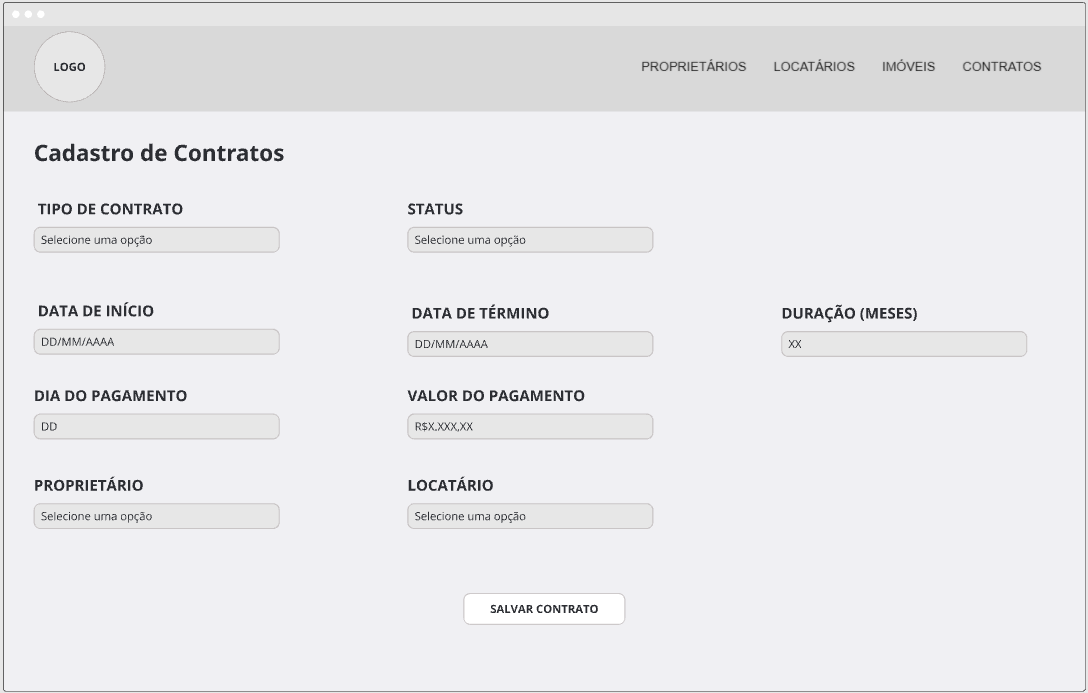 LOGO
PROPRIETÁRIOS LOCATÁRIOS IMÓVEIS CONTRATOS
Cadastro de Contratos
TIPO DE CONTRATO STATUS
Selecione uma opção Selecione uma opção
DATA DE INÍCIO DATA DE TÉRMINO DURAÇÃO (MESES)
DD/MM/AAAA DD/MM/AAAA XX
DIA DO PAGAMENTO VALOR DO PAGAMENTO
DD R$X.XXX,XX
PROPRIETÁRIO LOCATÁRIO
Selecione uma opção Selecione uma opção
SALVAR CONTRATO